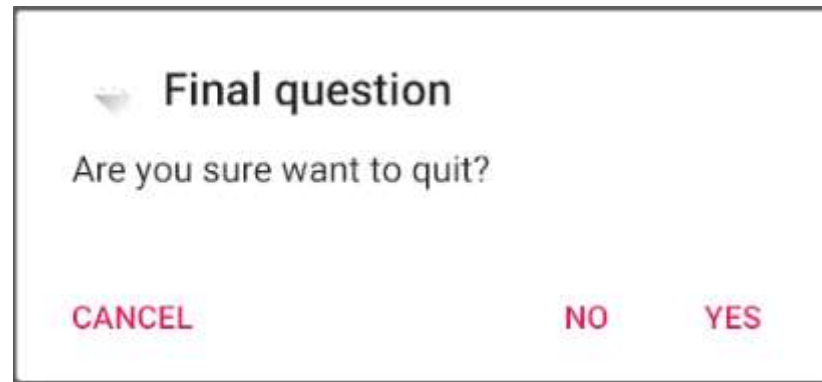 Final question
Are you sure want to quit?
CANCEL NO YES